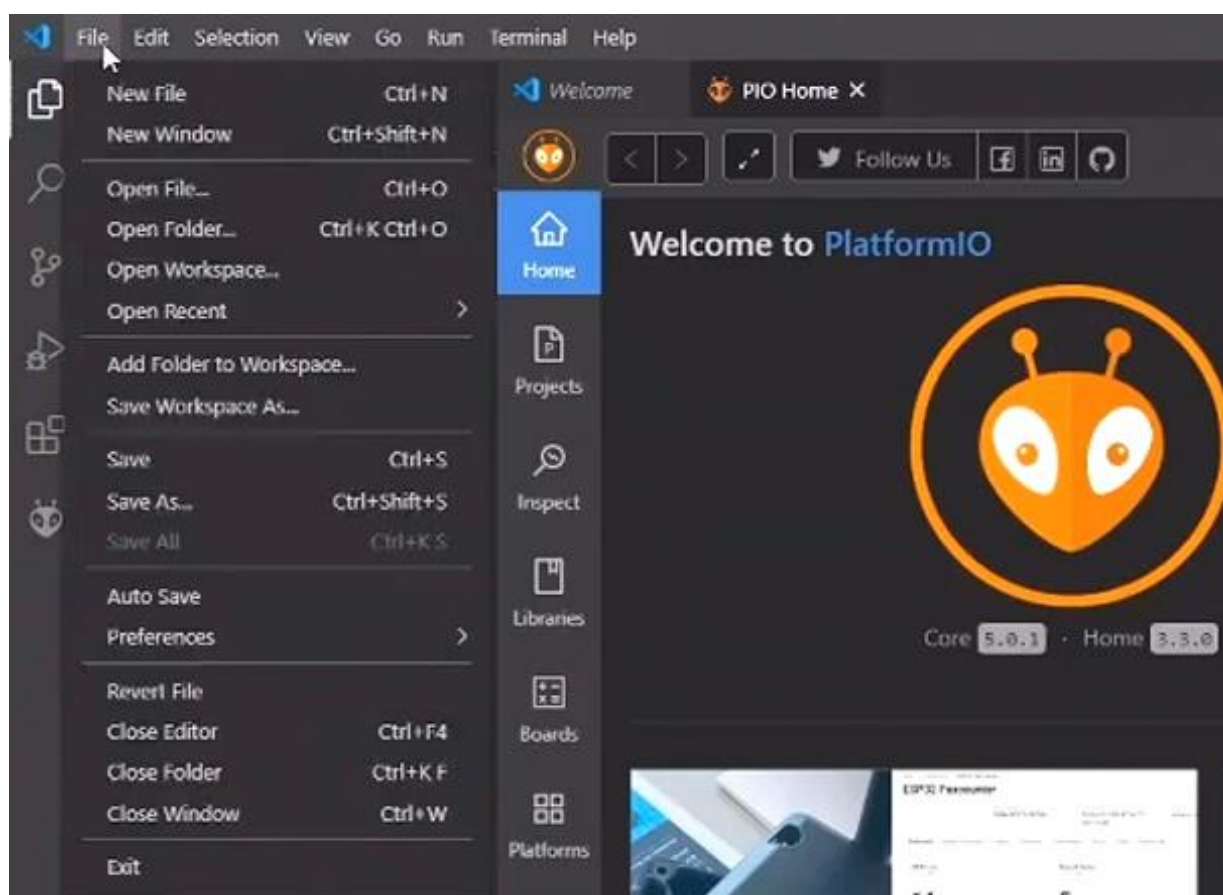 File Edit Selection View Go Run Terminal Help
New File Ctrl+N
New Window Ctrl+Shift+N
Open File... Ctrl+O
Open Folder... Ctrl+K Ctrl+O
Open Workspace...
Open Recent
Add Folder to Workspace...
Save Workspace As...
Save Ctrl+S
Save As... Ctrl+Shift+S
Save All Ctrl+K S
Auto Save
Preferences
Revert File
Close Editor Ctrl+F4
Close Folder Ctrl+K F
Close Window Ctrl+W
Exit
Welcome PIO Home
Follow Us
Home
Projects
Inspect
Libraries
Boards
Platforms
Welcome to PlatformIO
Core 5.0.1 · Home 3.3.0